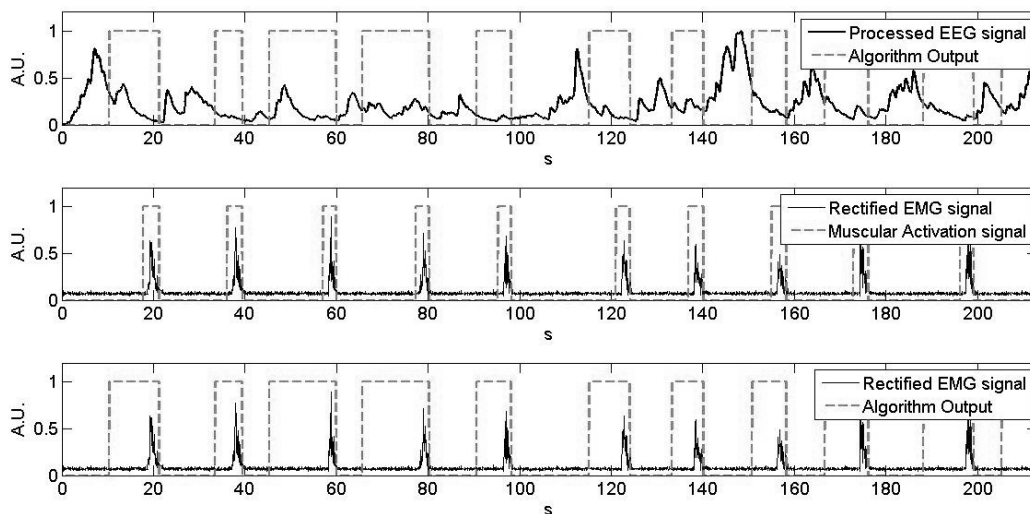 A.U.
1
0.5
0
Processed EEG signal
Algorithm Output
0 20 40 60 80 100 120 140 160 180 200
s
A.U.
1
0.5
0
Rectified EMG signal
Muscular Activation signal
0 20 40 60 80 100 120 140 160 180 200
s
A.U.
1
0.5
0
Rectified EMG signal
Algorithm Output
0 20 40 60 80 100 120 140 160 180 200
s